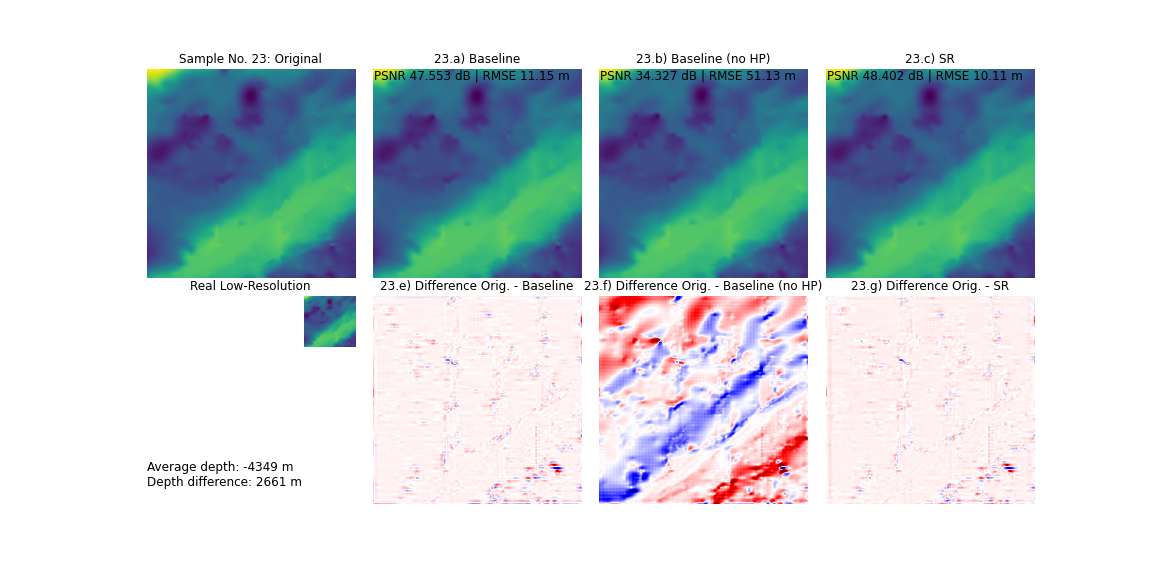 Sample No. 23: Original
23.a) Baseline
23.b) Baseline (no HP)
23.c) SR
PSNR 47.553 dB | RMSE 11.15 m
PSNR 34.327 dB | RMSE 51.13 m
PSNR 48.402 dB | RMSE 10.11 m
Real Low-Resolution
23.e) Difference Orig. - Baseline
23.f) Difference Orig. - Baseline (no HP)
23.g) Difference Orig. - SR
Average depth: -4349 m
Depth difference: 2661 m